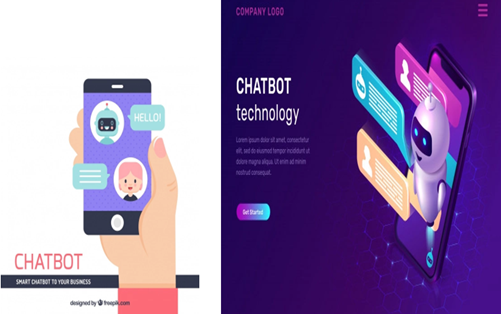 HELLO!
CHATBOT
SMART CHATBOT TO YOUR BUSINESS
designed by freepik.com
COMPANY LOGO
CHATBOT
technology
Lorem ipsum dolor sit amet, consectetur
elit, sed do eiusmod tempor incididunt ut
dolore magna aliqua. Ut enim ad minim
nostrud consequat.
Get Started